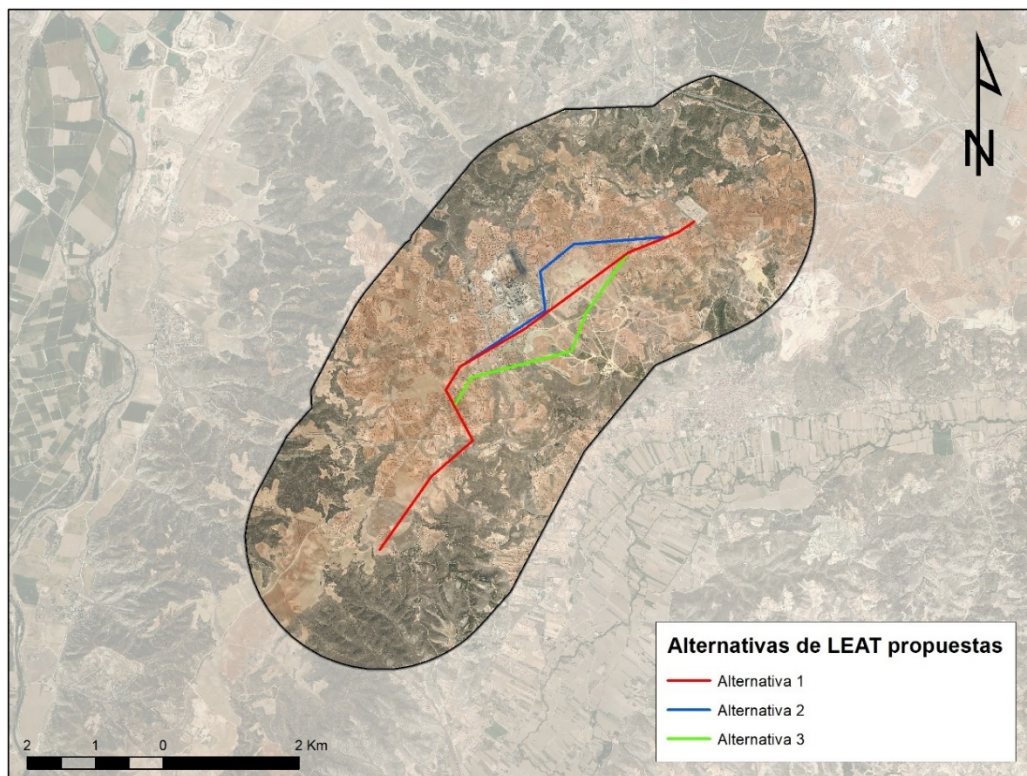 N
Alternativas de LEAT propuestas
Alternativa 1
Alternativa 2
Alternativa 3
2 1 0 2 Km